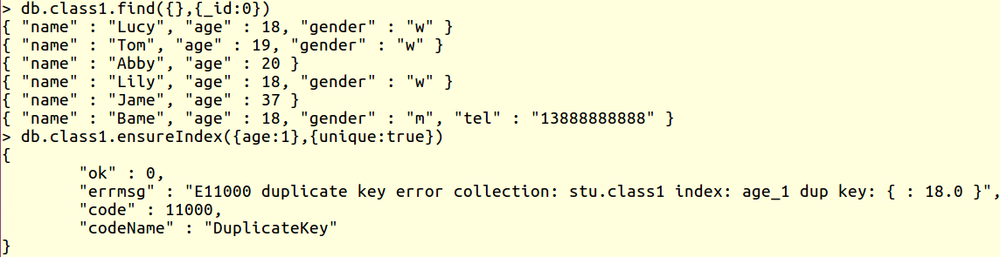 > db.class1.find({},{_id:0})
{ "name" : "Lucy", "age" : 18, "gender" : "w" }
{ "name" : "Tom", "age" : 19, "gender" : "w" }
{ "name" : "Abby", "age" : 20 }
{ "name" : "Lily", "age" : 18, "gender" : "w" }
{ "name" : "Jame", "age" : 37 }
{ "name" : "Bame", "age" : 18, "gender" : "m", "tel" : "13888888888" }
> db.class1.ensureIndex({age:1},{unique:true})
{
        "ok" : 0,
        "errmsg" : "E11000 duplicate key error collection: stu.class1 index: age_1 dup key: { : 18.0 }",
        "code" : 11000,
        "codeName" : "DuplicateKey"
}